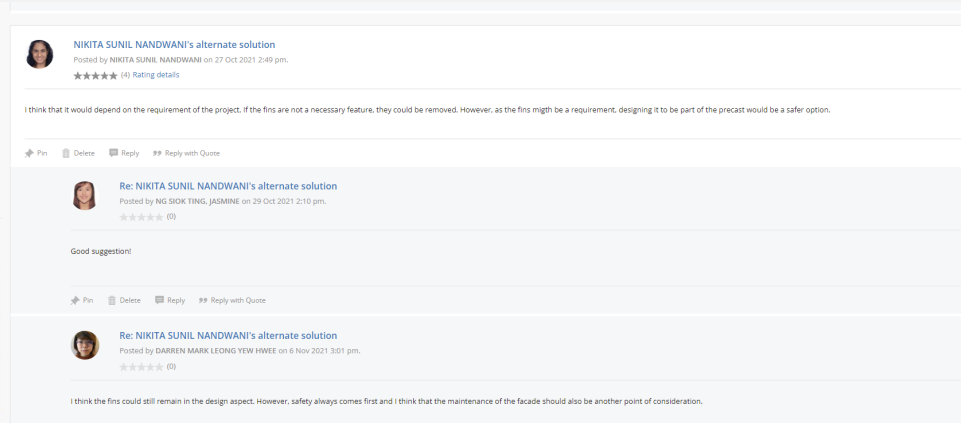 NIKITA SUNIL NANDWANI's alternate solution
Posted by NIKITA SUNIL NANDWANI on 27 Oct 2021 2:49 pm.
(4) Rating details
I think that it would depend on the requirement of the project. If the fins are not a necessary feature, they could be removed. However, as the fins migth be a requirement, designing it to be part of the precast would be a safer option.
Pin Delete Reply Reply with Quote
Re: NIKITA SUNIL NANDWANI's alternate solution
Posted by NG SIOK TING, JASMINE on 29 Oct 2021 2:10 pm.
(0)
Good suggestion!
Pin Delete Reply Reply with Quote
Re: NIKITA SUNIL NANDWANI's alternate solution
Posted by DARREN MARK LEONG YEW HWEE on 6 Nov 2021 3:01 pm.
(0)
I think the fins could still remain in the design aspect. However, safety always comes first and I think that the maintenance of the facade should also be another point of consideration.